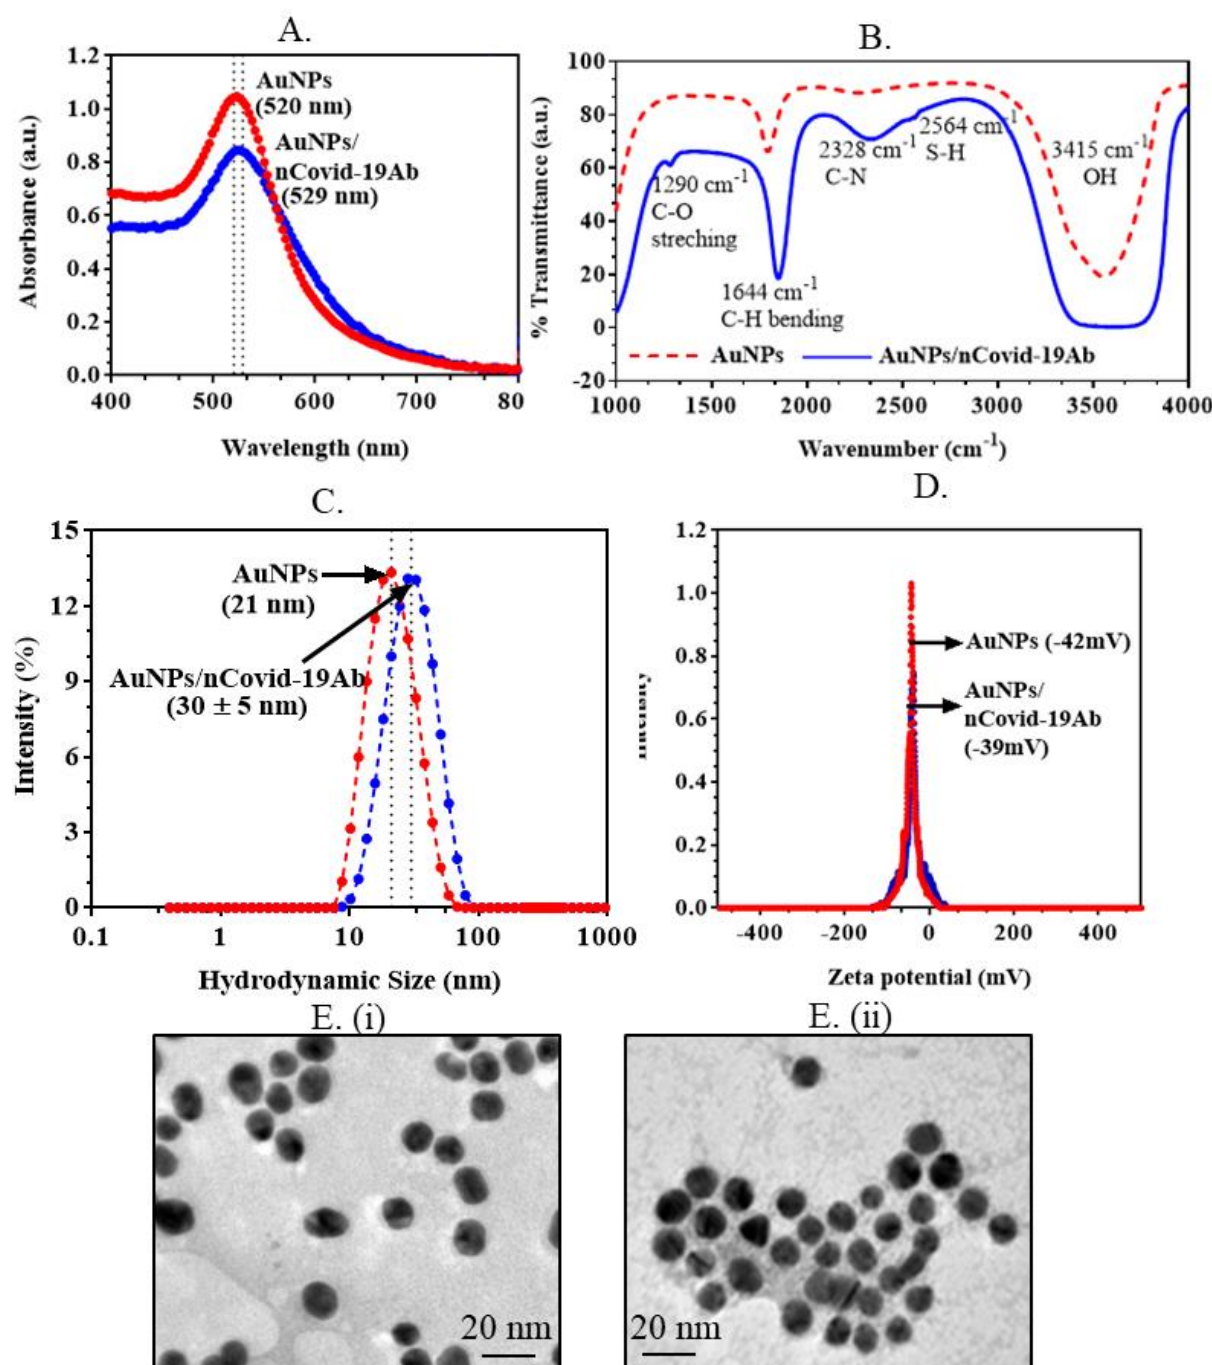 A.
1.2
1.0
0.8
0.6
0.4
0.2
0.0
Absorbance (a.u.)
AuNPs
(520 nm)
AuNPs/
nCovid-19Ab
(529 nm)
400
500
600
700
80
Wavelength (nm)
B.
100
80
60
40
20
0
-20
% Transmittance (a.u.)
1290 cm-1
C-O
streching
1644 cm-1
C-H bending
2328 cm-1
C-N
2564 cm-1
S-H
3415 cm-1
OH
AuNPs
AuNPs/nCovid-19Ab
1000
1500
2000
2500
3000
3500
4000
Wavenumber (cm-1)
C.
15
12
9
6
3
0
Intensity (%)
AuNPs
(21 nm)
AuNPs/nCovid-19Ab
(30 ± 5 nm)
0.1
1
10
100
1000
Hydrodynamic Size (nm)
D.
1.2
1.0
0.8
0.6
0.4
0.2
0.0
Intensity
AuNPs (-42mV)
AuNPs/
nCovid-19Ab
(-39mV)
-400
-200
0
200
400
Zeta potential (mV)
E. (i)
20 nm
E. (ii)
20 nm